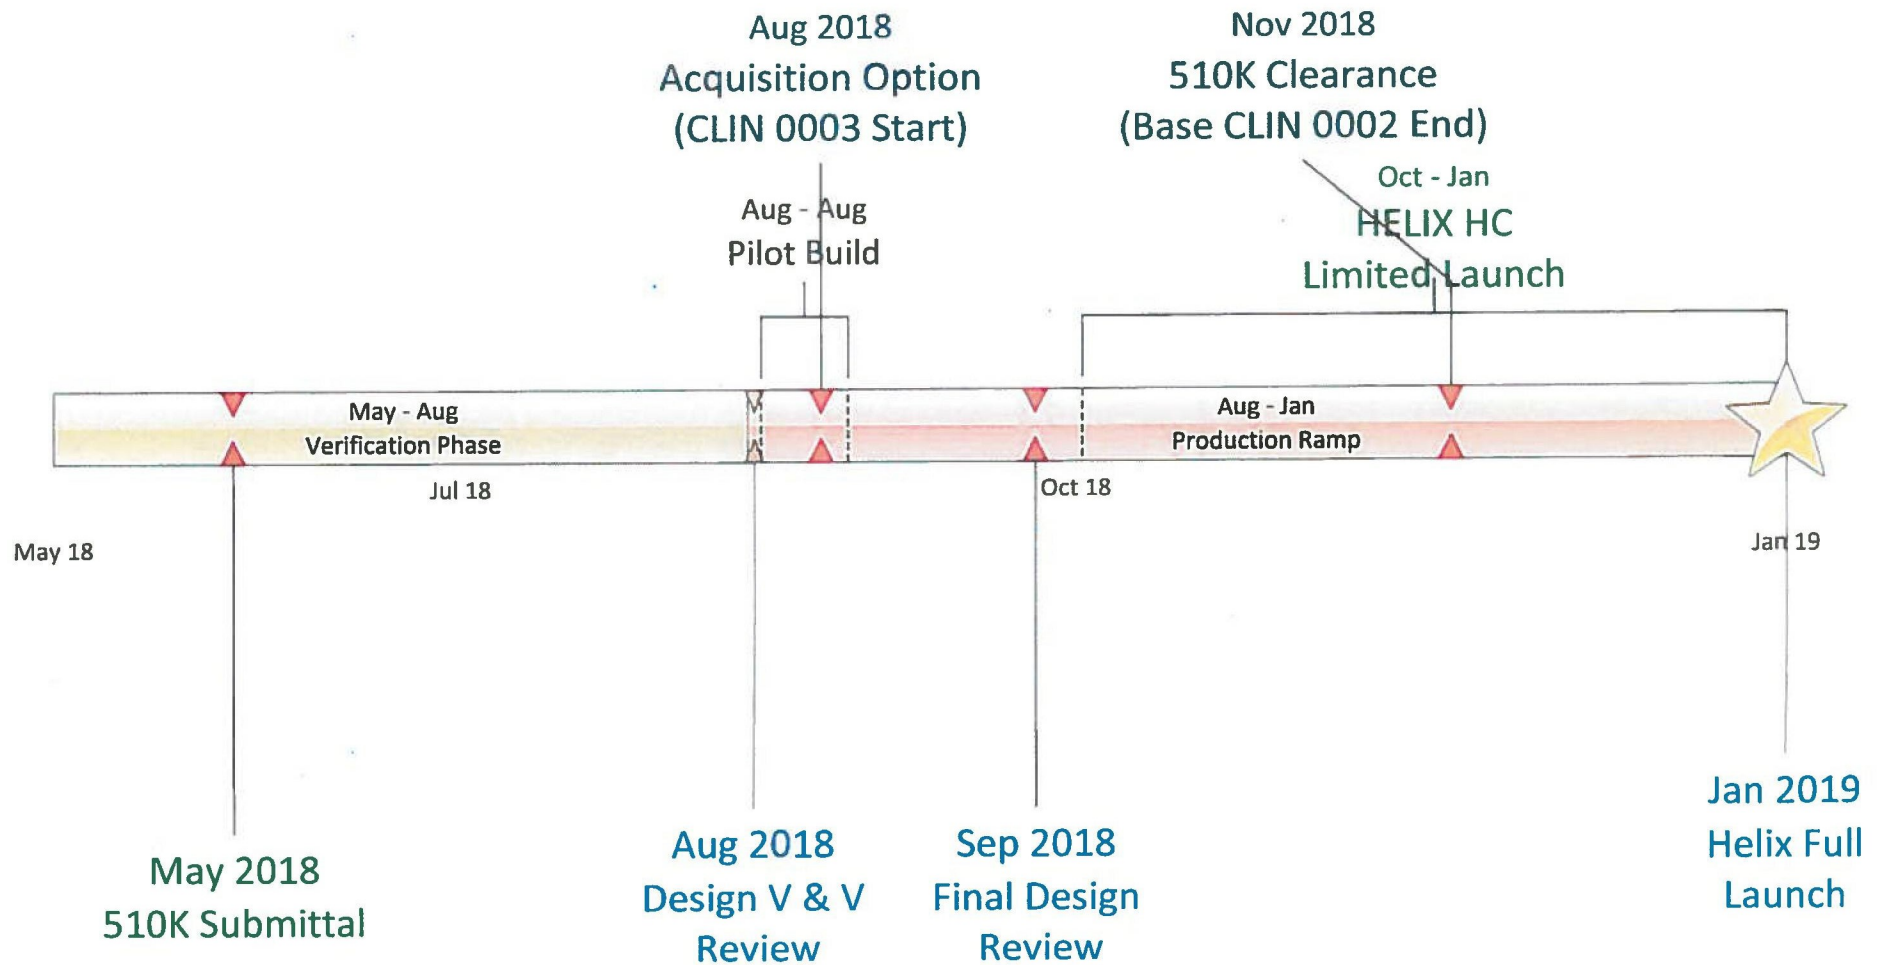 Aug 2018
Acquisition Option
(CLIN 0003 Start)
Nov 2018
510K Clearance
(Base CLIN 0002 End)
Aug - Aug
Pilot Build
Oct - Jan
HELIX HC
Limited Launch
May - Aug
Verification Phase
Aug - Jan
Production Ramp
Jul 18
Oct 18
May 18
Jan 19
May 2018
510K Submittal
Aug 2018
Design V & V
Review
Sep 2018
Final Design
Review
Jan 2019
Helix Full
Launch